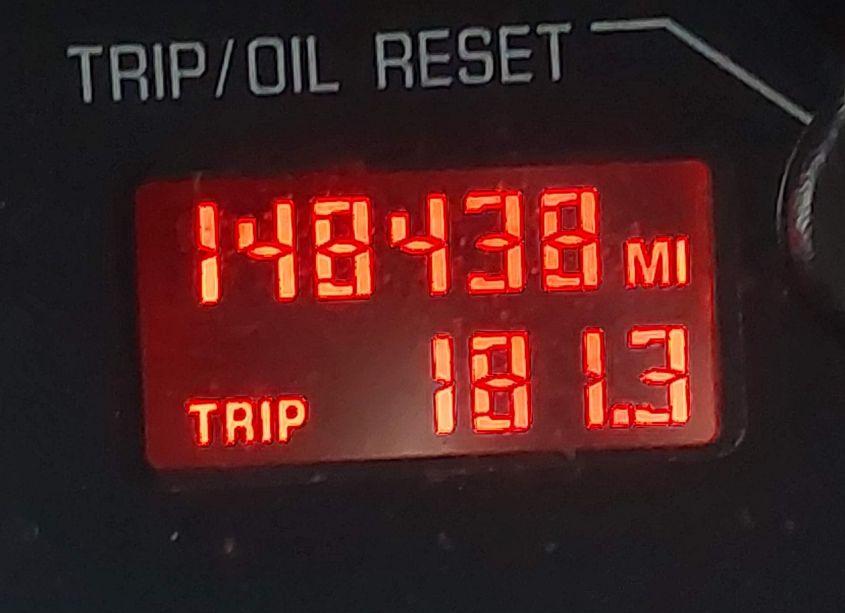 TRIP/OIL RESET
148438 MI
TRIP 181.3